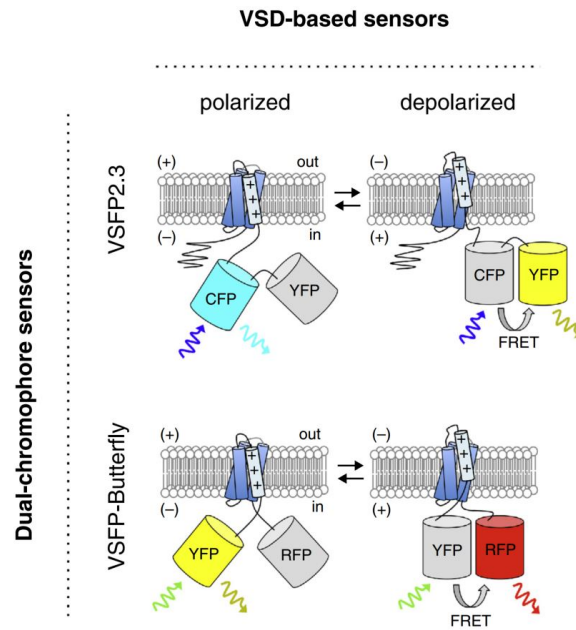 VSD-based sensors
polarized
depolarized
Dual-chromophore sensors
VSFP2.3
(+)
out
+
+
+
(−)
in
CFP
YFP
(−)
+
+
+
(+)
CFP
YFP
FRET
VSFP-Butterfly
(+)
out
+
+
+
(−)
in
YFP
RFP
(−)
+
+
+
(+)
YFP
RFP
FRET